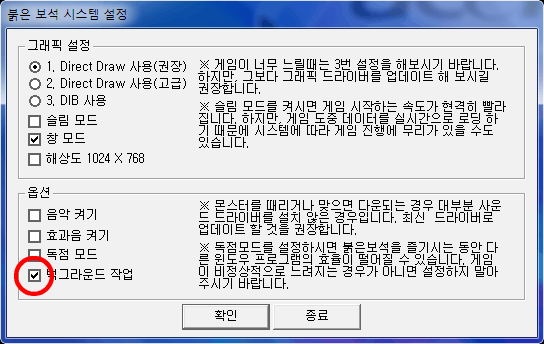 붉은 보석 시스템 설정
그래픽 설정
1, Direct Draw 사용(권장)
2, Direct Draw 사용(고급)
3, DIB 사용
슬림 모드
창 모드
해상도 1024 X 768
※ 게임이 너무 느릴때는 3번 설정을 해보시기 바랍니다.
하지만, 그보다 그래픽 드라이버를 업데이트 해 보시길
권장합니다.
※ 슬림 모드를 켜시면 게임 시작하는 속도가 현격히 빨라
집니다. 하지만, 게임 도중 데이터를 실시간으로 로딩 하
기 때문에 시스템에 따라 게임 진행에 무리가 있을 수도
있습니다.
옵션
음악 켜기
효과음 켜기
독점 모드
백그라운드 작업
※ 몬스터를 때리거나 맞으면 다운되는 경우 대부분 사운
드 드라이버를 설치 않은 경우입니다. 최신 드라이버로
업데이트 할 것을 권장합니다.
※ 독점모드를 설정하시면 붉은보석을 즐기시는 동안 다
른 윈도우 프로그램의 효율이 떨어질 수 있습니다. 게임
이 비정상적으로 느려지는 경우가 아니면 설정하지 말아
주시기 바랍니다.
확인
종료